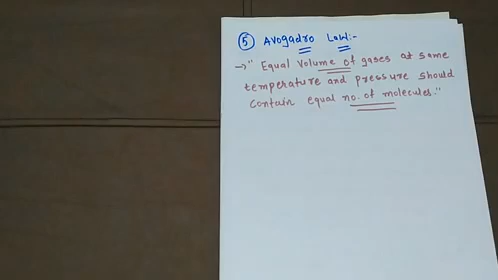 ⑤ Avogadro Law:-
→" Equal Volume of gases at same
temperature and pressure should
contain equal no. of molecules."